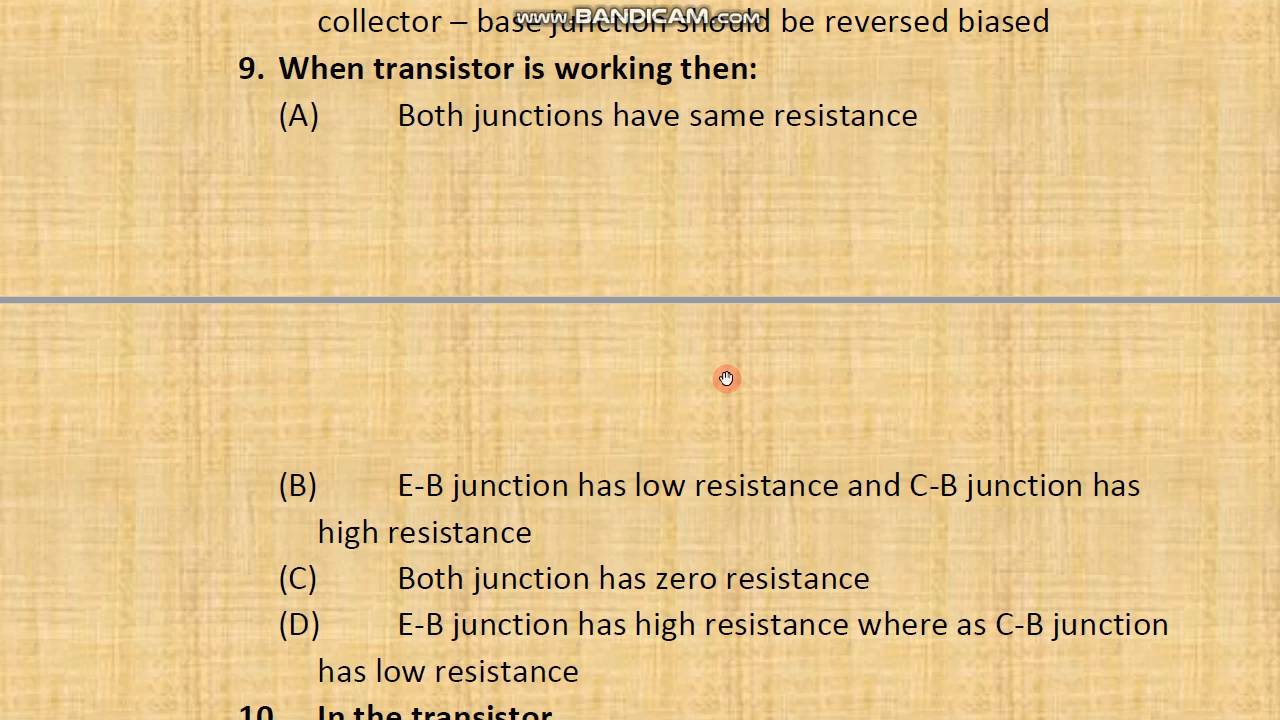 www.BANDICAM.com
collector – base junction should be reversed biased
9. When transistor is working then:
(A) Both junctions have same resistance
(B) E-B junction has low resistance and C-B junction has
high resistance
(C) Both junction has zero resistance
(D) E-B junction has high resistance where as C-B junction
has low resistance
10. In the transistor